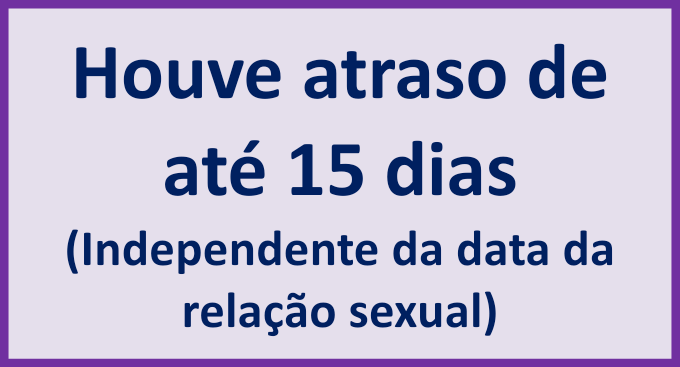 Houve atraso de
até 15 dias
(Independente da data da
relação sexual)